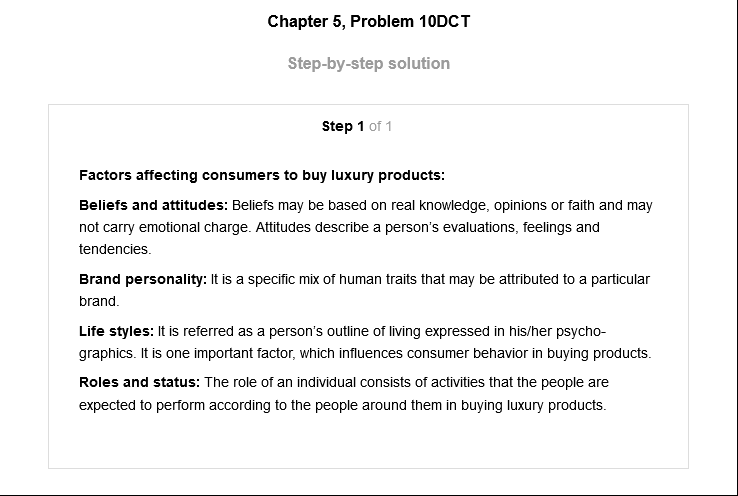 Chapter 5, Problem 10DCT
Step-by-step solution
Step 1 of 1
Factors affecting consumers to buy luxury products:
Beliefs and attitudes: Beliefs may be based on real knowledge, opinions or faith and may
not carry emotional charge. Attitudes describe a person's evaluations, feelings and
tendencies.
Brand personality: It is a specific mix of human traits that may be attributed to a particular
brand.
Life styles: It is referred as a person's outline of living expressed in his/her psycho-
graphics. It is one important factor, which influences consumer behavior in buying products.
Roles and status: The role of an individual consists of activities that the people are
expected to perform according to the people around them in buying luxury products.